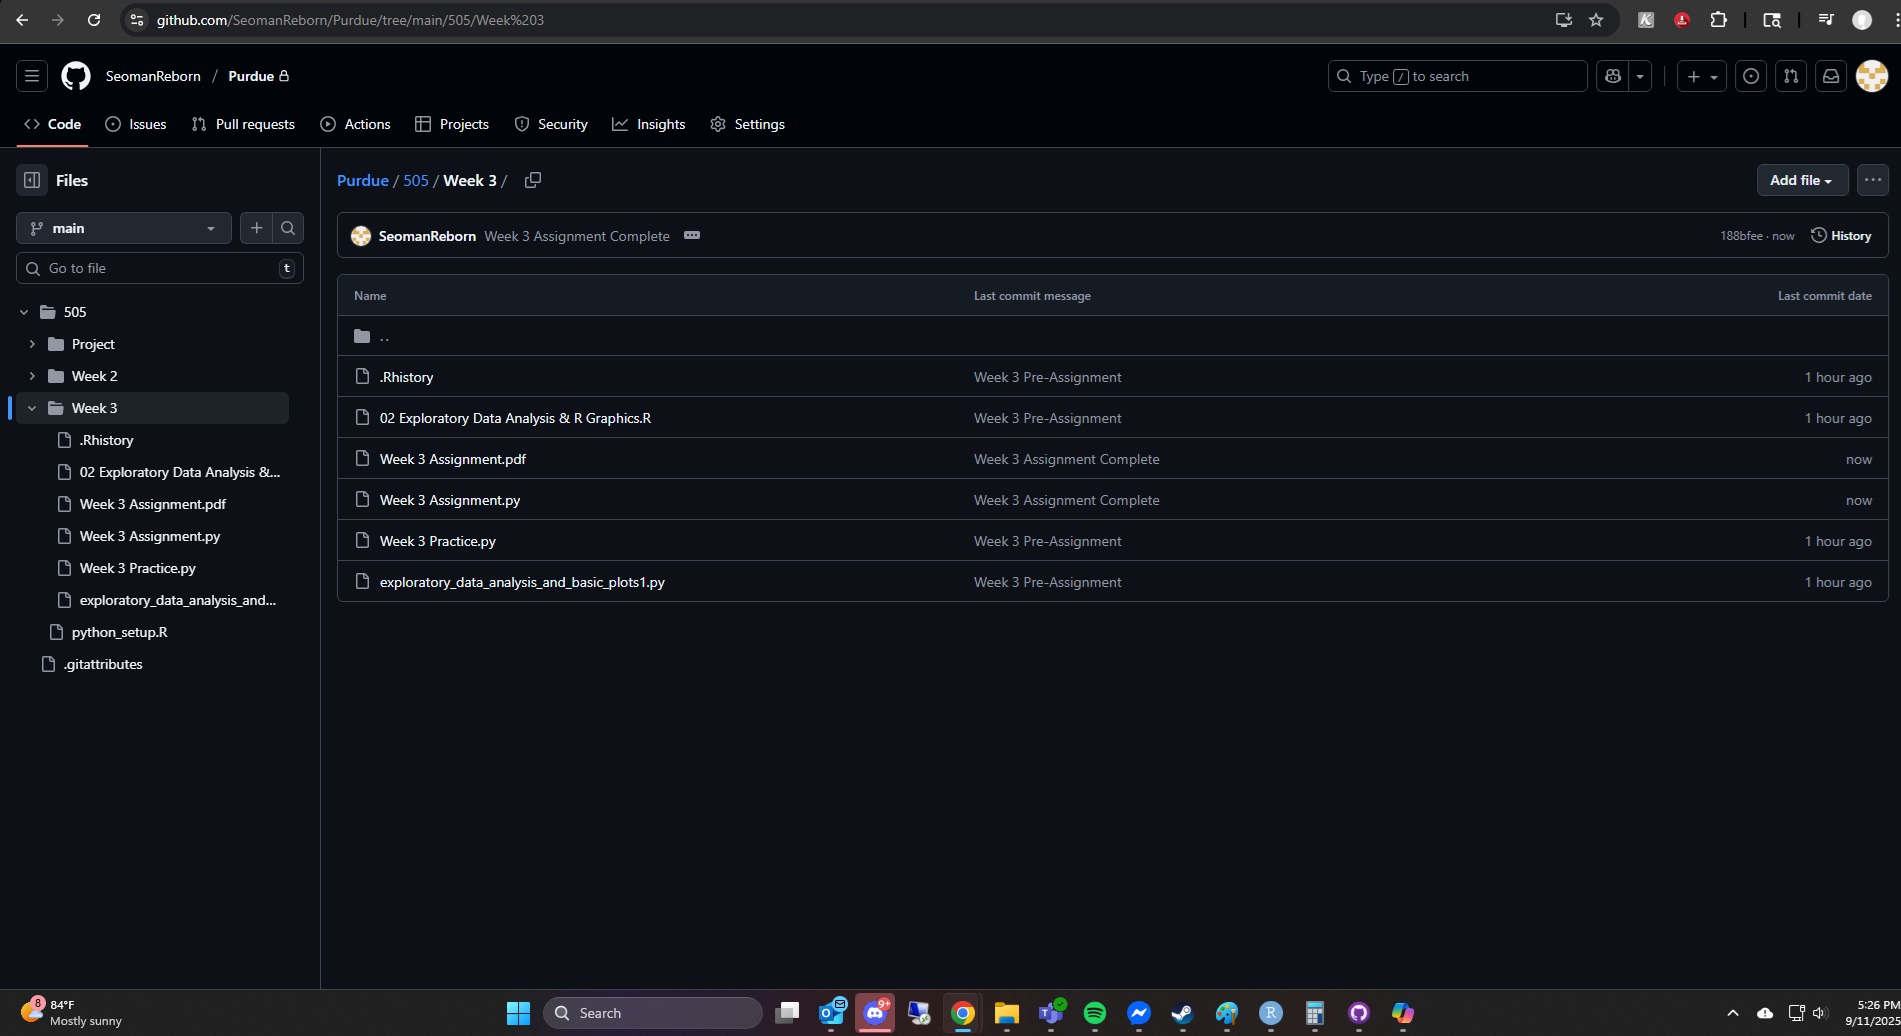 github.com/SeomanReborn/Purdue/tree/main/505/Week%203
SeomanReborn / Purdue
Type / to search
Code Issues Pull requests Actions Projects Security Insights Settings
Files
main
Go to file t
505
Project
Week 2
Week 3
.Rhistory
02 Exploratory Data Analysis &...
Week 3 Assignment.pdf
Week 3 Assignment.py
Week 3 Practice.py
exploratory_data_analysis_and...
python_setup.R
.gitattributes
Purdue / 505 / Week 3 /
Add file
SeomanReborn Week 3 Assignment Complete
188bfee · now History
Name Last commit message Last commit date
..
.Rhistory Week 3 Pre-Assignment 1 hour ago
02 Exploratory Data Analysis & R Graphics.R Week 3 Pre-Assignment 1 hour ago
Week 3 Assignment.pdf Week 3 Assignment Complete now
Week 3 Assignment.py Week 3 Assignment Complete now
Week 3 Practice.py Week 3 Pre-Assignment 1 hour ago
exploratory_data_analysis_and_basic_plots1.py Week 3 Pre-Assignment 1 hour ago
8
84°F
Mostly sunny
Search
9+
5:26 PM
9/11/2025